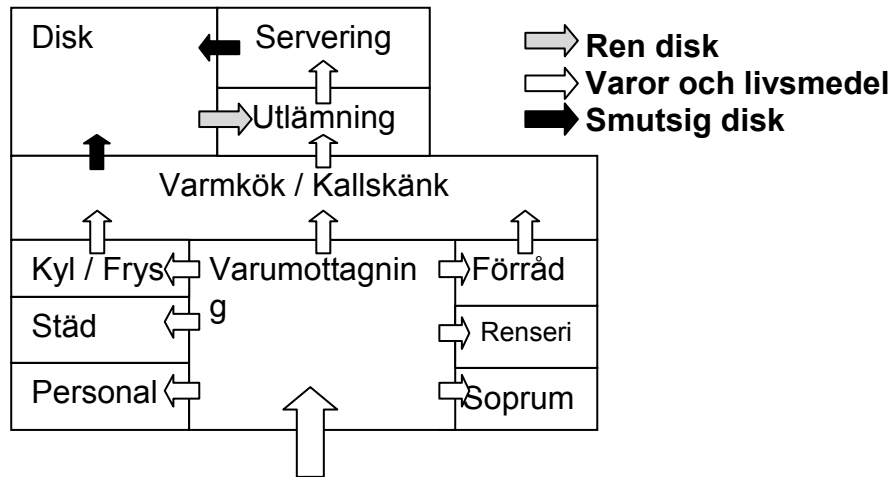 Disk
Servering
Utlämning
Ren disk
Varor och livsmedel
Smutsig disk
Varmkök / Kallskänk
Kyl / Frys
Varumottagnin
g
Förråd
Städ
Renseri
Personal
Soprum